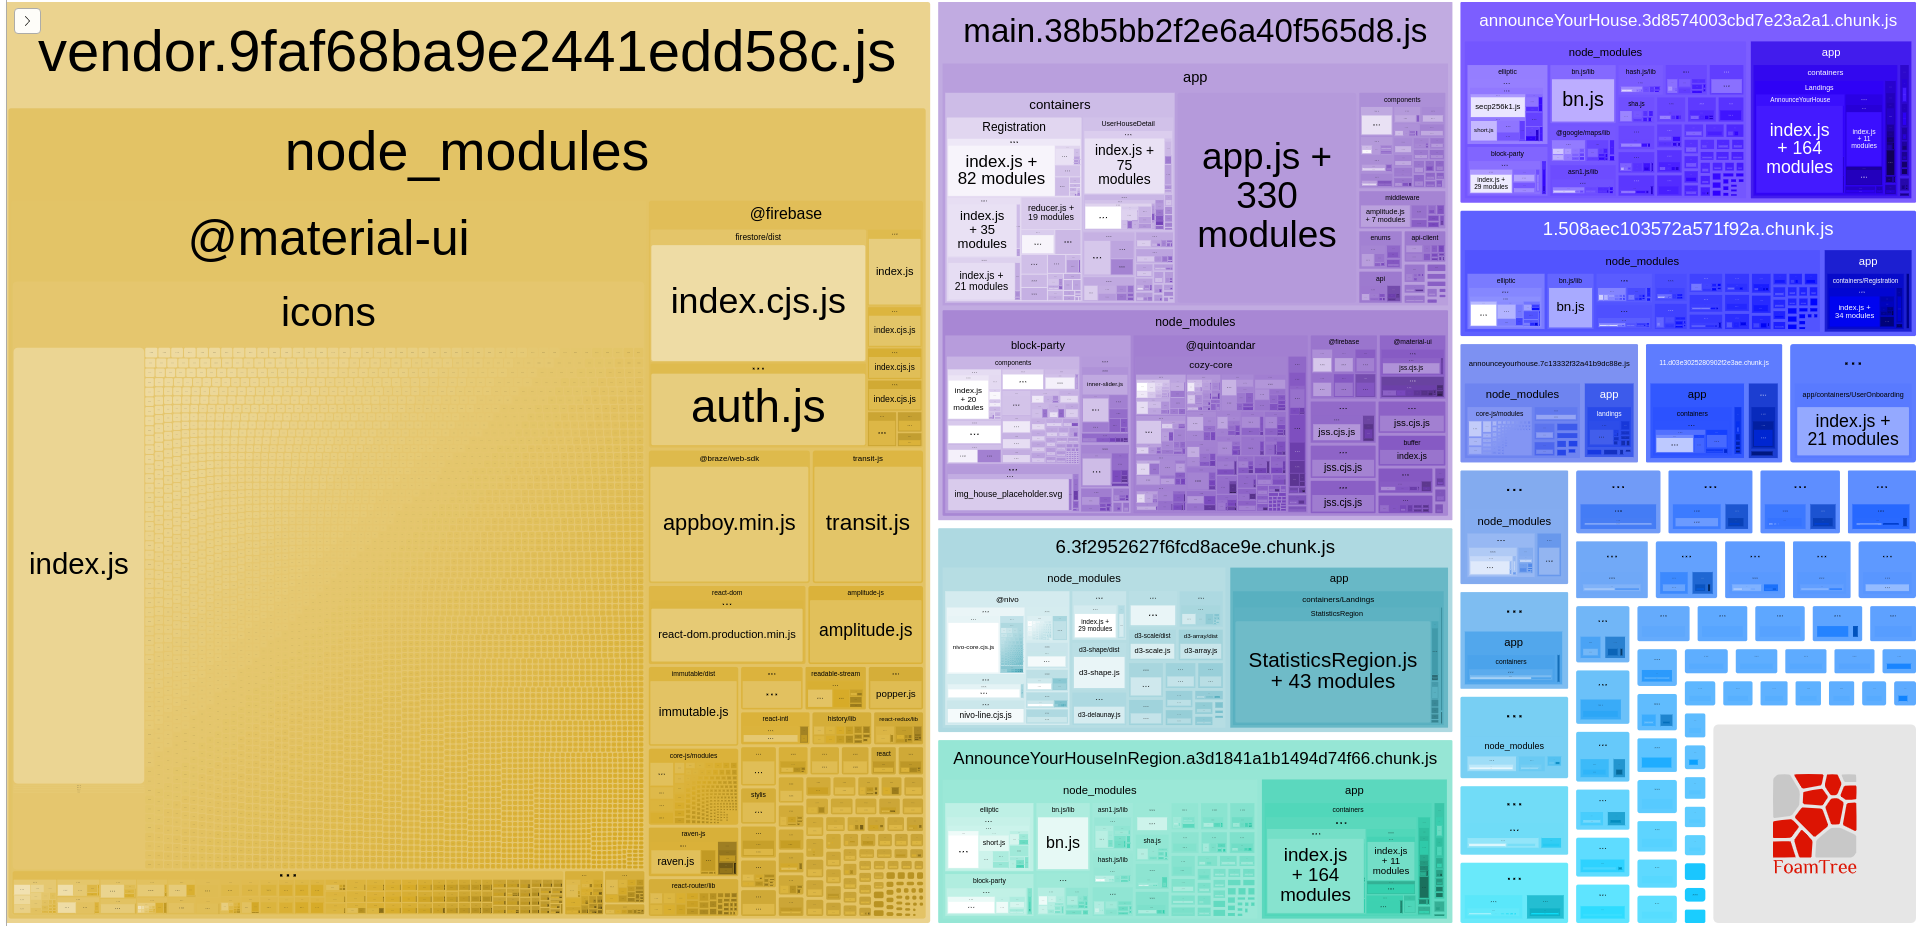 vendor.9faf68ba9e2441edd58c.js
node_modules
@material-ui
icons
index.js
@firebase
firestore/dist
index.cjs.js
...
auth.js
index.js
index.cjs.js
index.cjs.js
index.cjs.js
@braze/web-sdk
appboy.min.js
transit-js
transit.js
react-dom
...
react-dom.production.min.js
amplitude-js
amplitude.js
immutable/dist
immutable.js
readable-stream
popper.js
react-intl
history/lib
react-redux/lib
core-js/modules
react
stylis
raven-js
raven.js
react-router/lib
...
main.38b5bb2f2e6a40f565d8.js
app
containers
Registration
...
index.js +
82 modules
UserHouseDetail
...
index.js +
75
modules
index.js
+ 35
modules
reducer.js +
19 modules
index.js +
21 modules
app.js +
330
modules
components
middleware
amplitude.js
+ 7 modules
enums
api-client
api
node_modules
block-party
components
index.js
+ 20
modules
inner-slider.js
img_house_placeholder.svg
@quintoandar
cozy-core
@firebase
jss.cjs.js
jss.cjs.js
jss.cjs.js
@material-ui
jss.cjs.js
jss.cjs.js
buffer
index.js
6.3f2952627f6fcd8ace9e.chunk.js
node_modules
@nivo
nivo-core.cjs.js
nivo-line.cjs.js
index.js +
29 modules
d3-shape/dist
d3-shape.js
d3-delaunay.js
d3-scale/dist
d3-scale.js
d3-array/dist
d3-array.js
app
containers/Landings
StatisticsRegion
StatisticsRegion.js
+ 43 modules
AnnounceYourHouseInRegion.a3d1841a1b1494d74f66.chunk.js
node_modules
elliptic
short.js
block-party
bn.js/lib
bn.js
asn1.js/lib
hash.js/lib
sha.js
app
containers
...
index.js
+ 164
modules
index.js
+ 11
modules
announceYourHouse.3d8574003cbd7e23a2a1.chunk.js
node_modules
elliptic
secp256k1.js
short.js
block-party
index.js +
29 modules
bn.js/lib
bn.js
hash.js/lib
sha.js
@google/maps/lib
asn1.js/lib
app
containers
Landings
AnnounceYourHouse
index.js
+ 164
modules
index.js
+ 11
modules
1.508aec103572a571f92a.chunk.js
node_modules
elliptic
bn.js/lib
bn.js
app
containers/Registration
index.js +
34 modules
announceyourhouse.7c13332f32a41b9dc88e.js
node_modules
core-js/modules
app
landings
11.d03e3025280902f2e3ae.chunk.js
app
containers
...
app/containers/UserOnboarding
index.js +
21 modules
...
node_modules
...
app
containers
...
node_modules
...
...
...
FoamTree